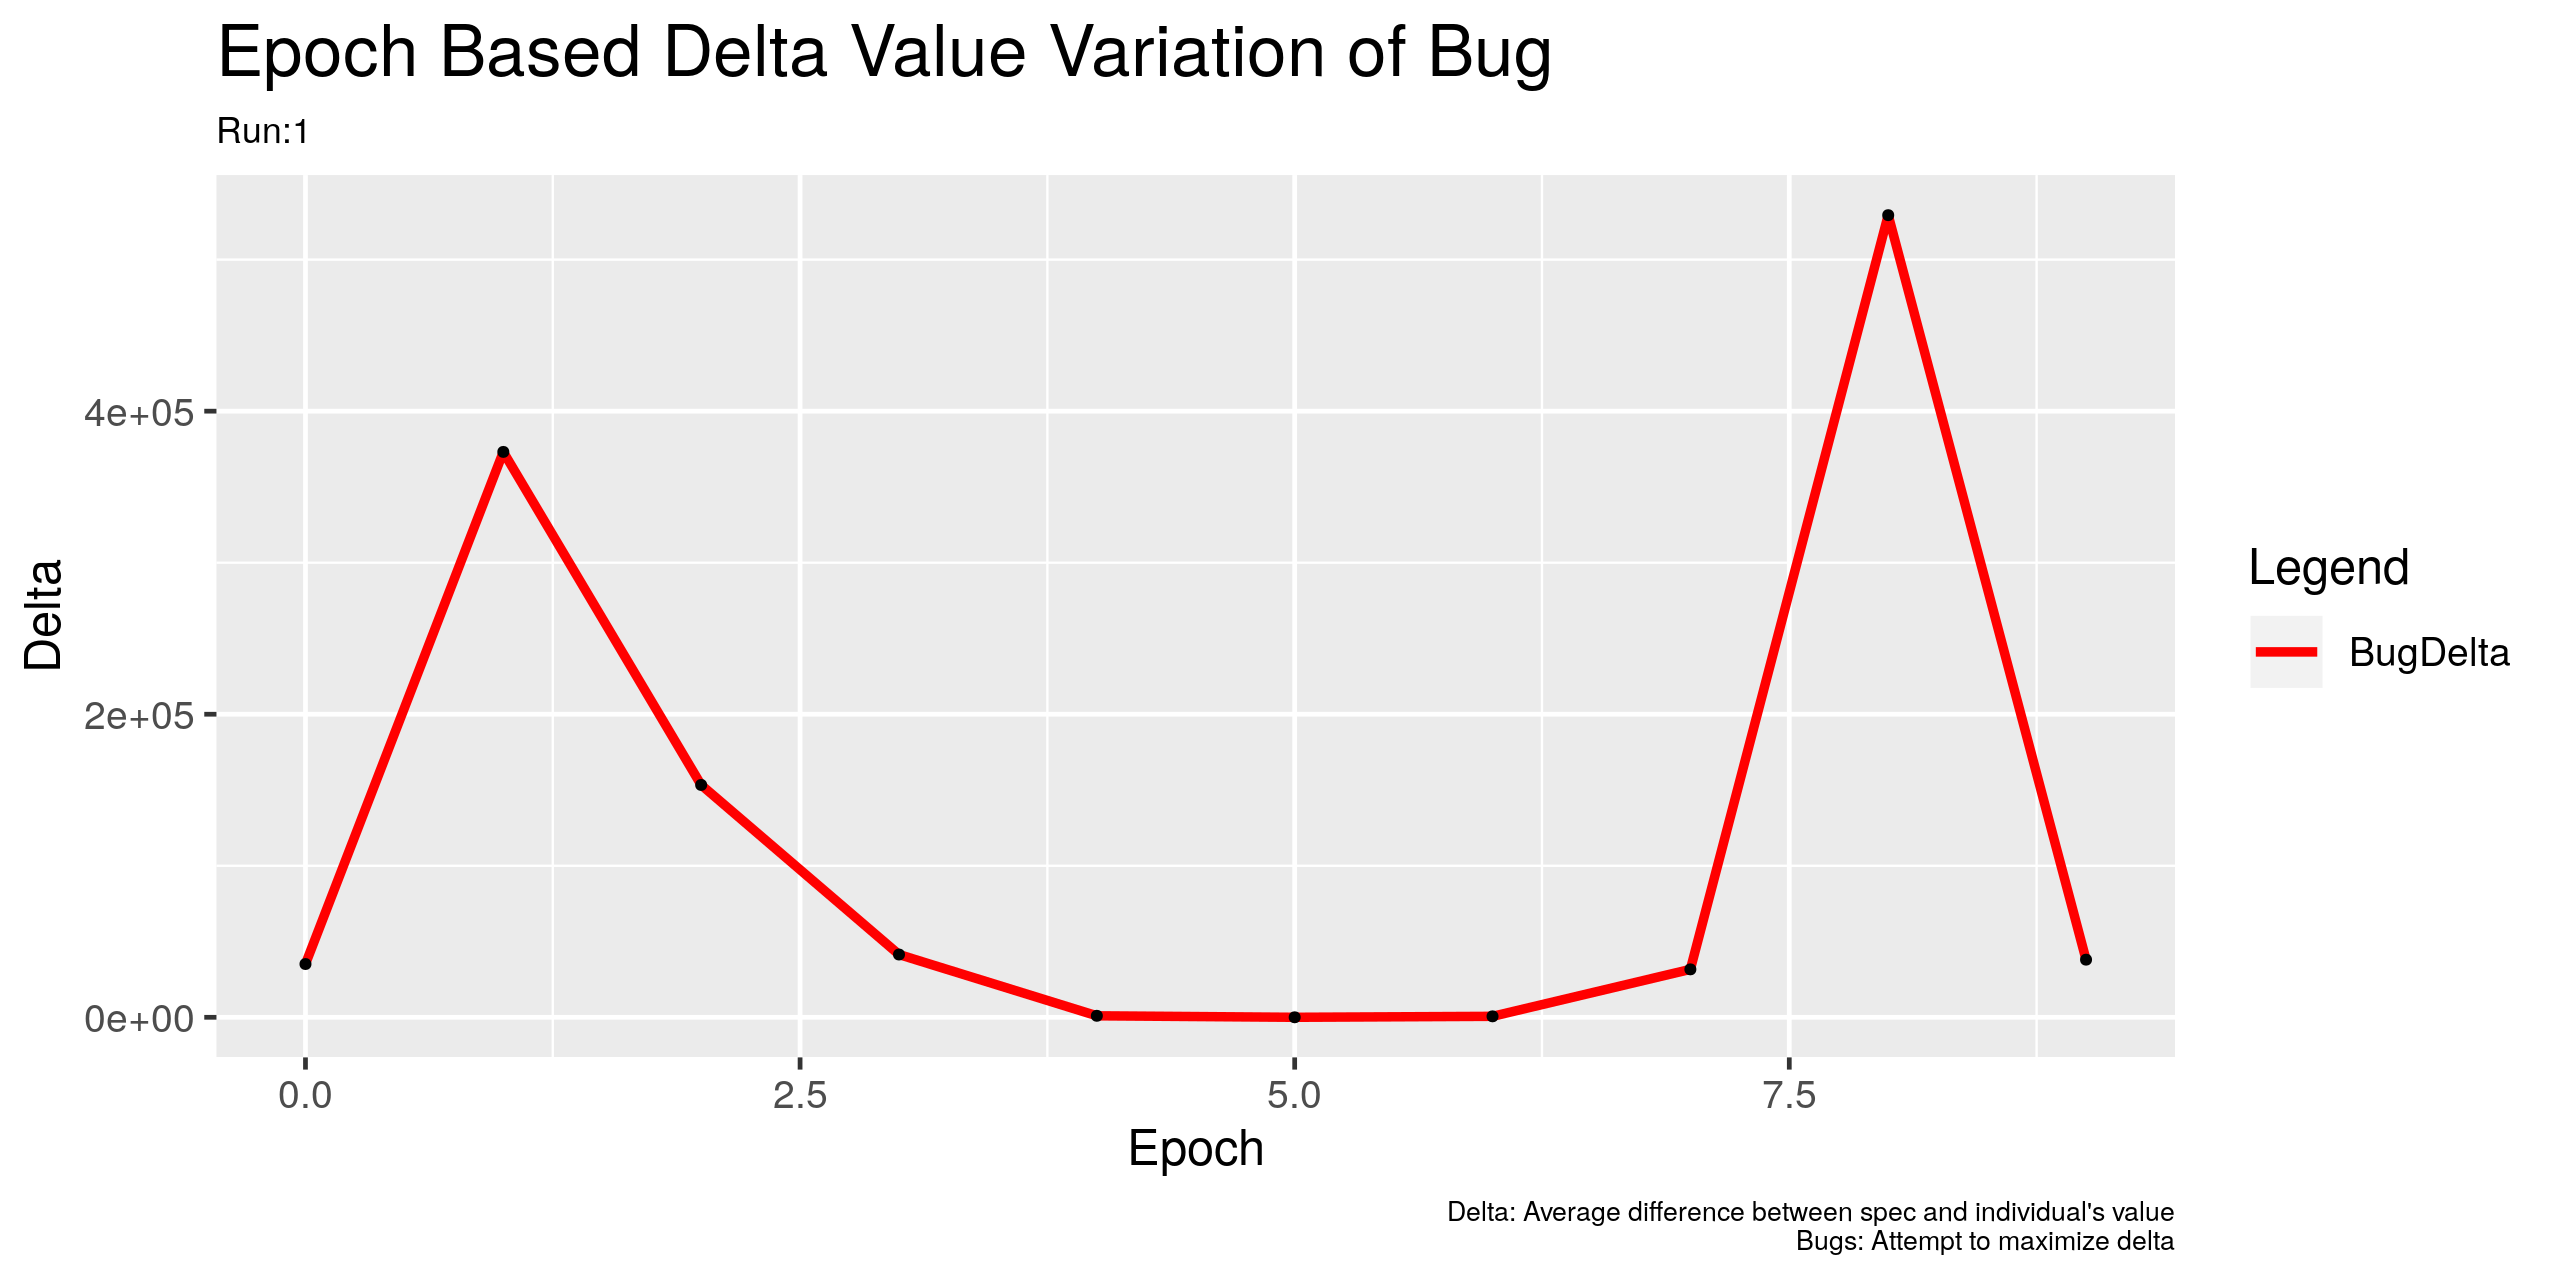 Epoch Based Delta Value Variation of Bug
Run:1
4e+05
2e+05
0e+00
Delta
0.0 2.5 5.0 7.5
Epoch
Legend
BugDelta
Delta: Average difference between spec and individual's value
Bugs: Attempt to maximize delta